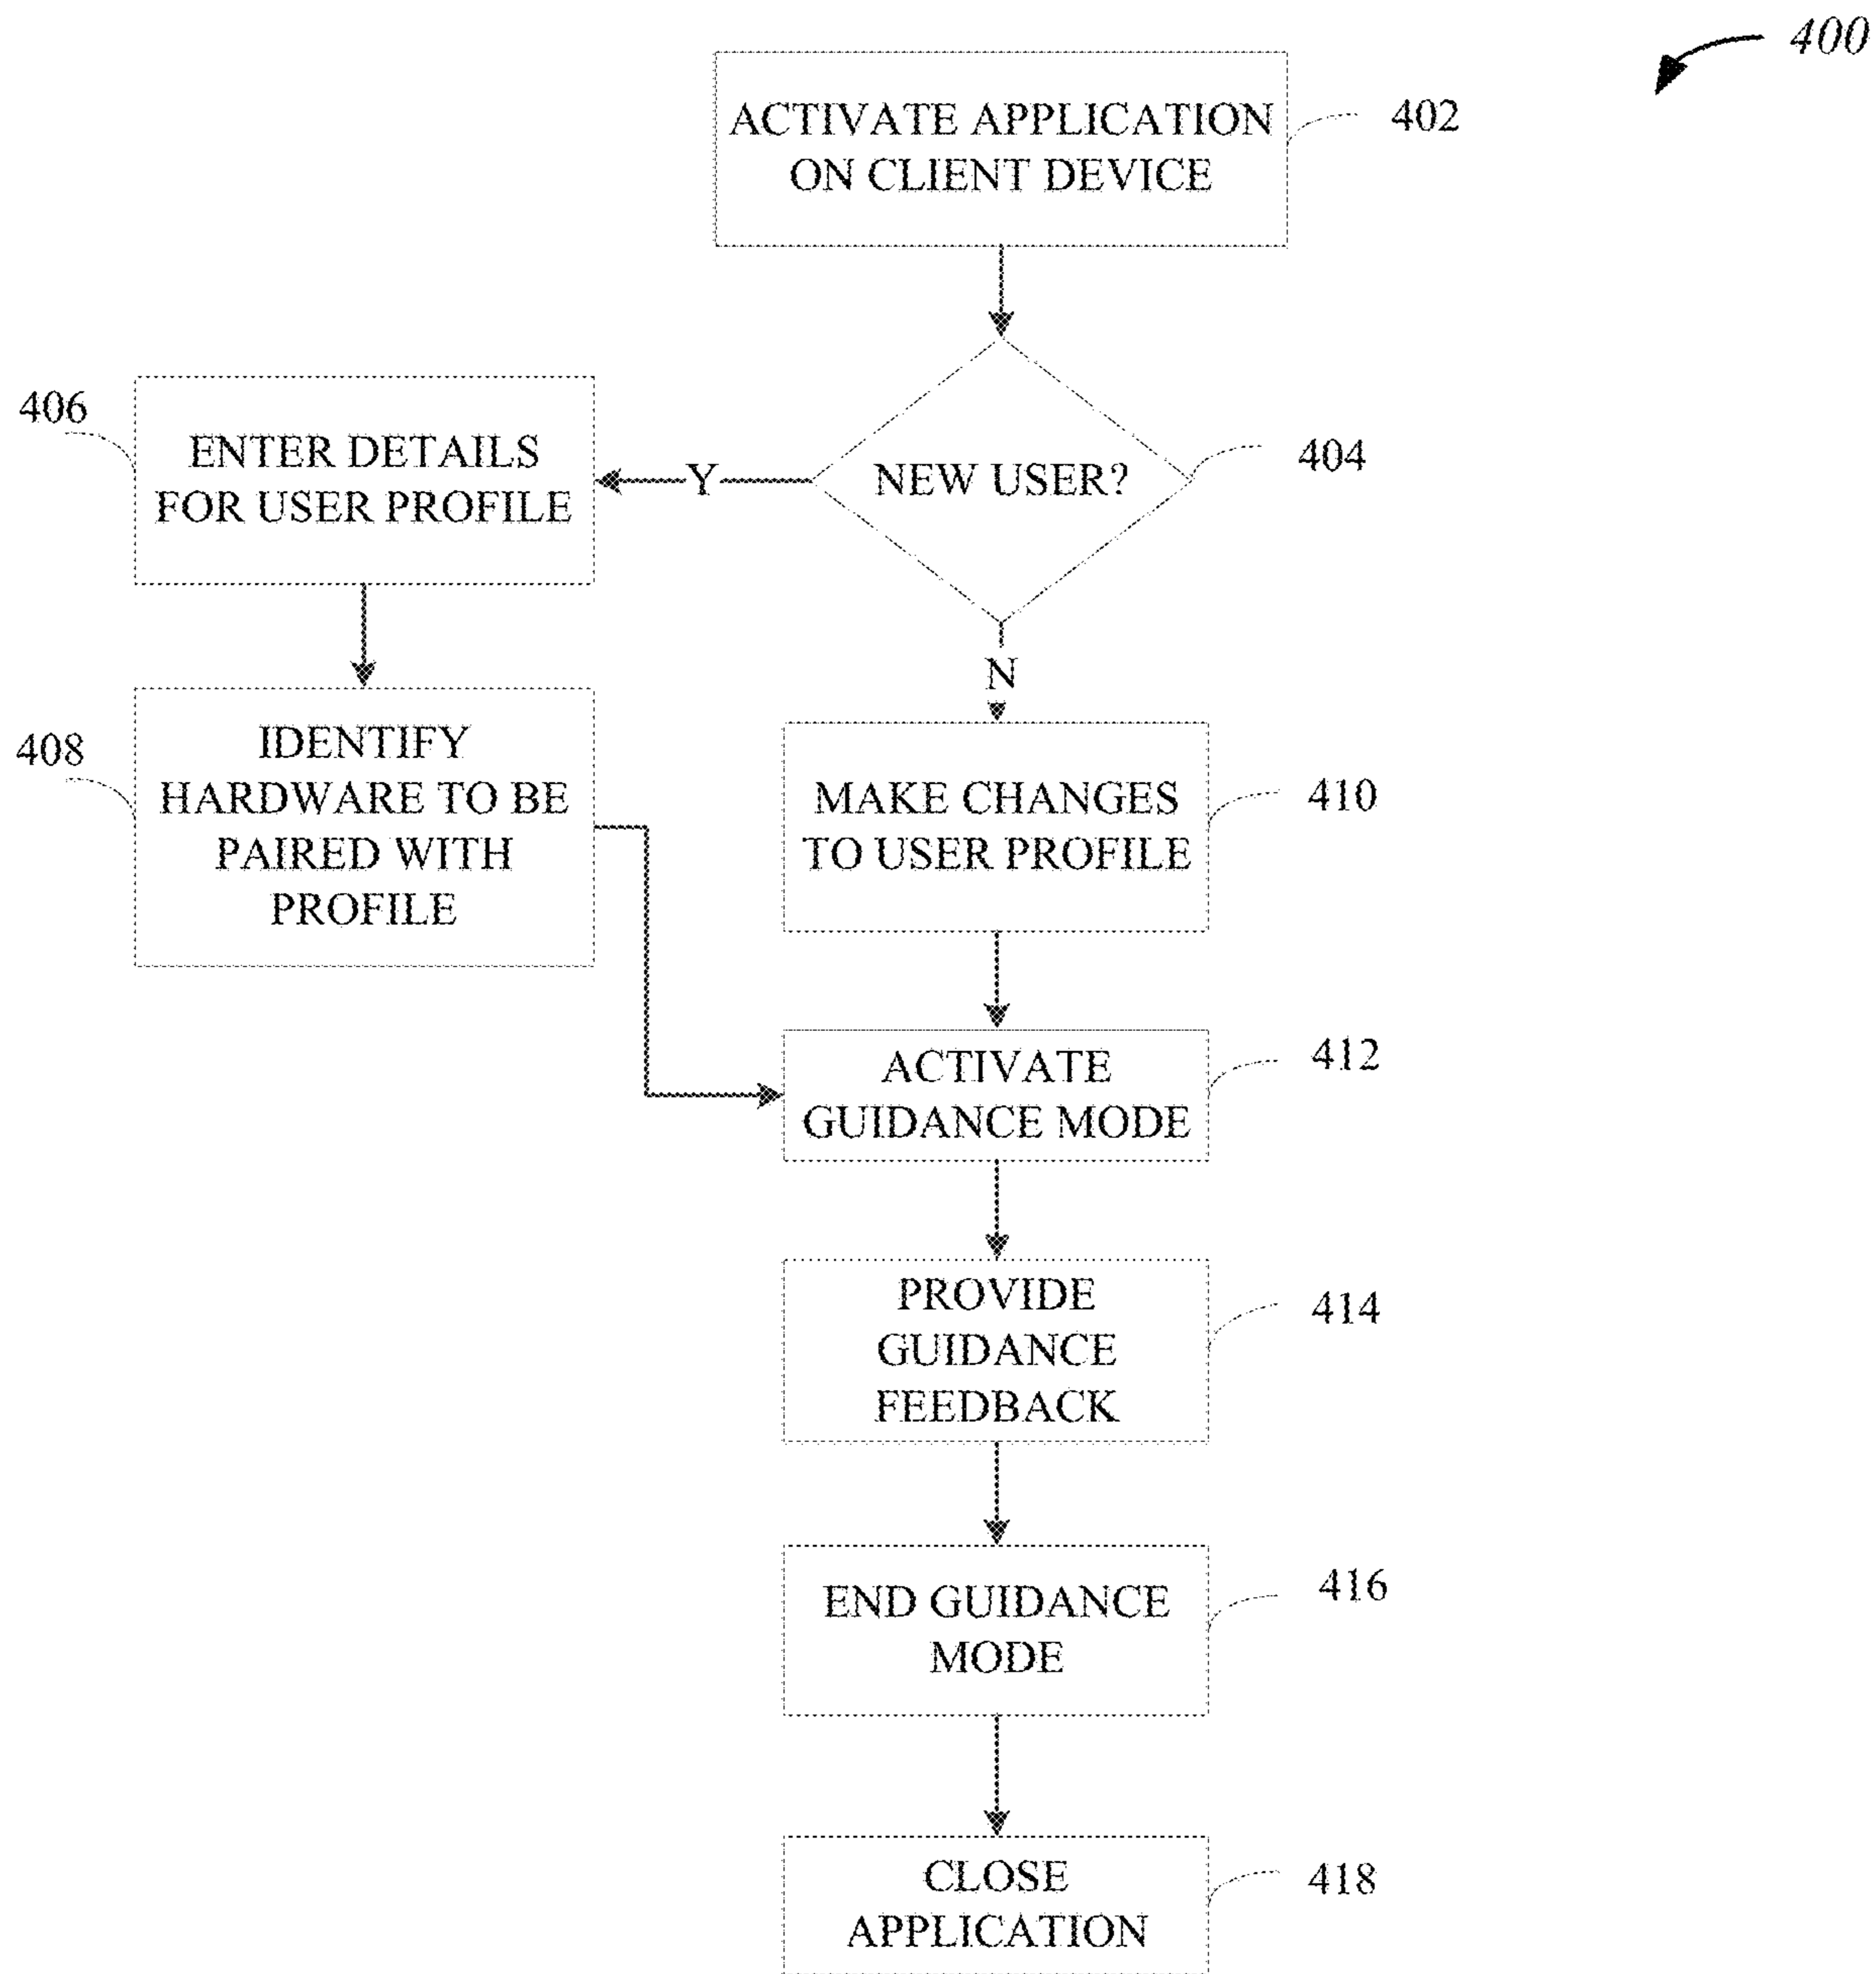 400
ACTIVATE APPLICATION
ON CLIENT DEVICE
402
NEW USER?
404
Y
N
406
ENTER DETAILS
FOR USER PROFILE
408
IDENTIFY
HARDWARE TO BE
PAIRED WITH
PROFILE
MAKE CHANGES
TO USER PROFILE
410
ACTIVATE
GUIDANCE MODE
412
PROVIDE
GUIDANCE
FEEDBACK
414
END GUIDANCE
MODE
416
CLOSE
APPLICATION
418